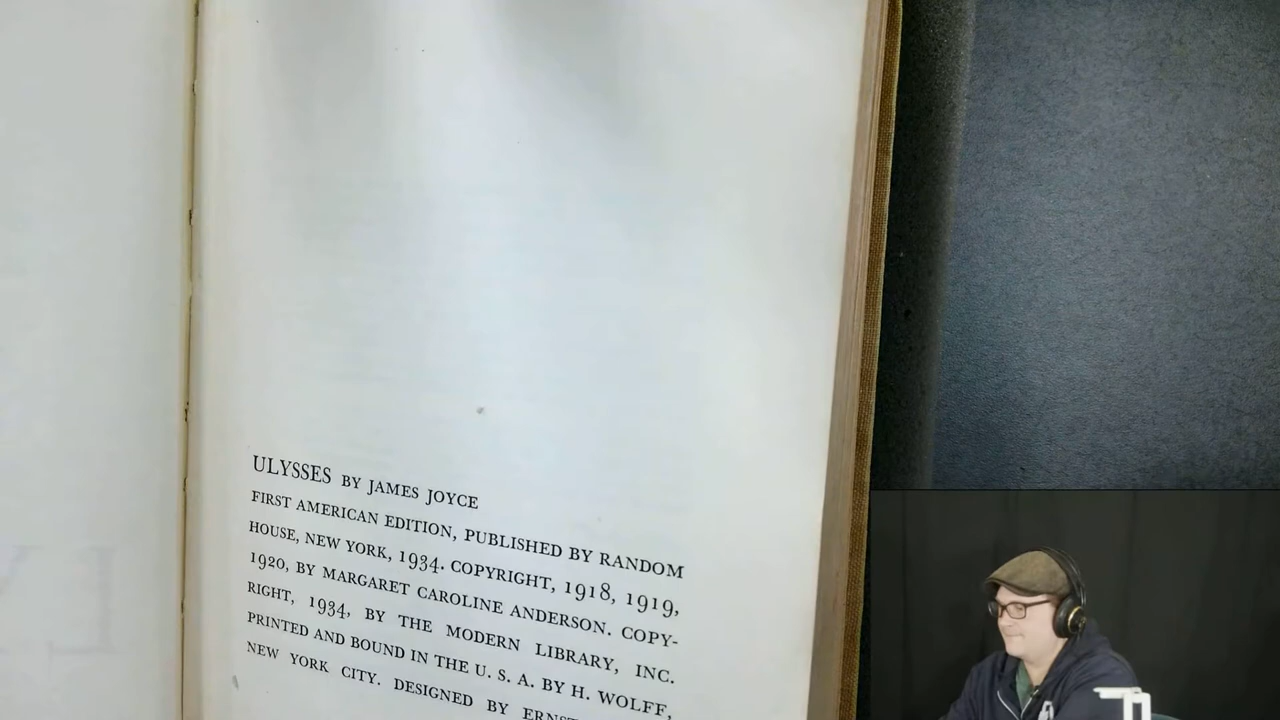 ULYSSES BY JAMES JOYCE
FIRST AMERICAN EDITION, PUBLISHED BY RANDOM
HOUSE, NEW YORK, 1934. COPYRIGHT, 1918, 1919,
1920, BY MARGARET CAROLINE ANDERSON. COPY-
RIGHT, 1934, BY THE MODERN LIBRARY, INC.
PRINTED AND BOUND IN THE U. S. A. BY H. WOLFF,
NEW YORK CITY. DESIGNED BY